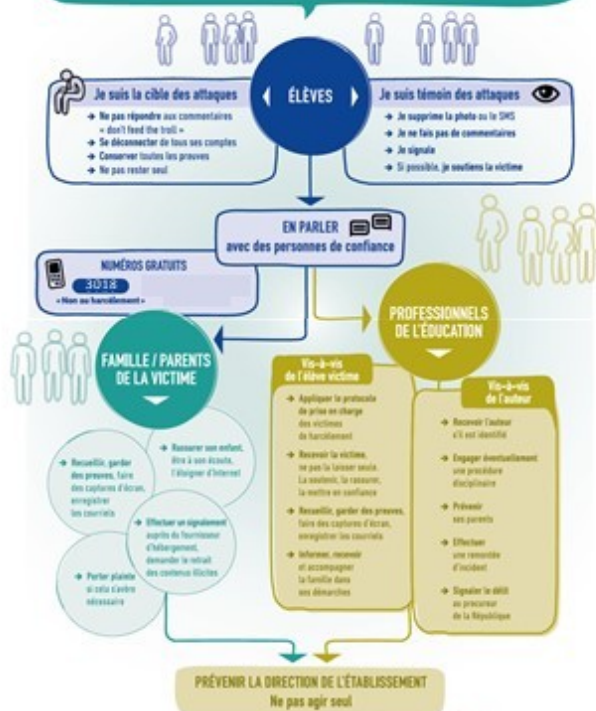 ÉLÈVES
Je suis la cible des attaques
→ Ne pas répondre aux commentaires
« don't feed the troll »
→ Se déconnecter de tous ses comptes
→ Conserver toutes les preuves
→ Ne pas rester seul
Je suis témoin des attaques
→ Je supprime la photo ou le SMS
→ Je ne fais pas de commentaires
→ Je signale
→ Si possible, je soutiens la victime
EN PARLER
avec des personnes de confiance
NUMÉROS GRATUITS
3018
« Non au harcèlement »
FAMILLE / PARENTS
DE LA VICTIME
→ Recueillir, garder
des preuves, faire
des captures d'écran,
enregistrer
les courriels
→ Rassurer son enfant,
être à son écoute,
l'éloigner d'Internet
→ Effectuer un signalement
auprès du fournisseur
d'hébergement,
demander le retrait
des contenus illicites
→ Porter plainte
si cela s'avère
nécessaire
PROFESSIONNELS
DE L'ÉDUCATION
Vis-à-vis
de l'élève victime
→ Appliquer le protocole
de prise en charge
des victimes
de harcèlement
→ Recevoir la victime,
ne pas la laisser seule.
La soutenir, la rassurer,
la mettre en confiance
→ Recueillir, garder des preuves,
faire des captures d'écran,
enregistrer les courriels
→ Informer, recevoir
et accompagner
la famille dans
ses démarches
Vis-à-vis
de l'auteur
→ Recevoir l'auteur
s'il est identifié
→ Engager éventuellement
une procédure
disciplinaire
→ Prévenir
ses parents
→ Effectuer
une remontée
d'incident
→ Signaler le délit
au procureur
de la République
PRÉVENIR LA DIRECTION DE L'ÉTABLISSEMENT
Ne pas agir seul